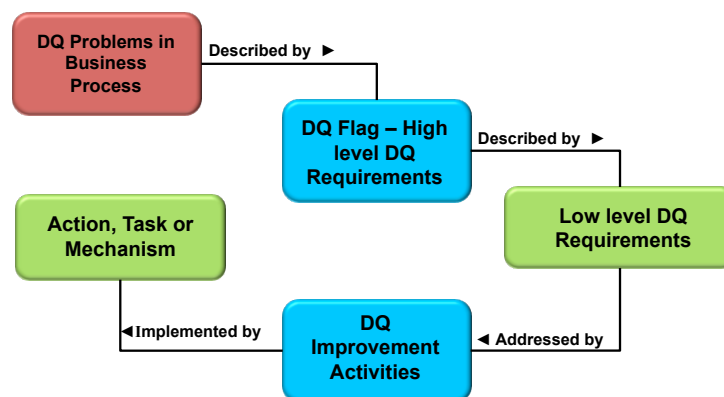 DQ Problems in
Business
Process
Described by ►
DQ Flag – High
level DQ
Requirements
Described by ►
Low level DQ
Requirements
Action, Task or
Mechanism
◄Implemented by
DQ
Improvement
Activities
◄ Addressed by